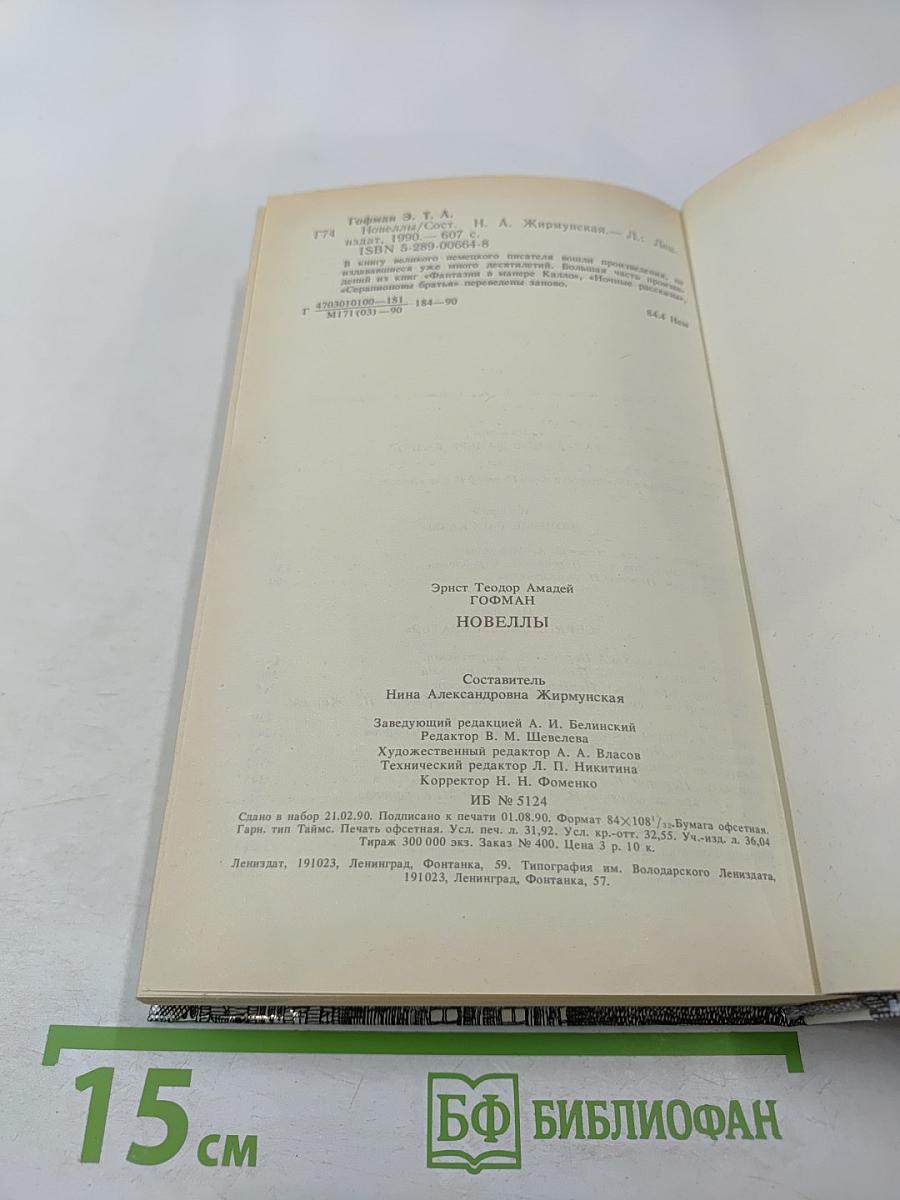 Гофман Э. Т. А.
Г74 Новеллы/Сост. Н. А. Жирмунская.— Л.: Лен-
издат, 1990.— 607 с.
ISBN 5-289-00664-8
В книгу великого немецкого писателя вошли произведения, не
издававшиеся уже много десятилетий. Большая часть произве-
дений из книг «Фантазии в манере Калло», «Ночные рассказы»,
«Серапионовы братья» переведены заново.
Г 4703010100—181 184—90
М171(03)—90
84.4 Нем
Эрнст Теодор Амадей
ГОФМАН
НОВЕЛЛЫ
Составитель
Нина Александровна Жирмунская
Заведующий редакцией А. И. Белинский
Редактор В. М. Шевелева
Художественный редактор А. А. Власов
Технический редактор Л. П. Никитина
Корректор Н. Н. Фоменко
ИБ № 5124
Сдано в набор 21.02.90. Подписано к печати 01.08.90. Формат 84×108¹/₃₂. Бумага офсетная.
Гарн. тип Таймс. Печать офсетная. Усл. печ. л. 31,92. Усл. кр.-отт. 32,55. Уч.-изд. л. 36,04
Тираж 300 000 экз. Заказ № 400. Цена 3 р. 10 к.
Лениздат, 191023, Ленинград, Фонтанка, 59. Типография им. Володарского Лениздата,
191023, Ленинград, Фонтанка, 57.
15 см
БФ БИБЛИОФАН